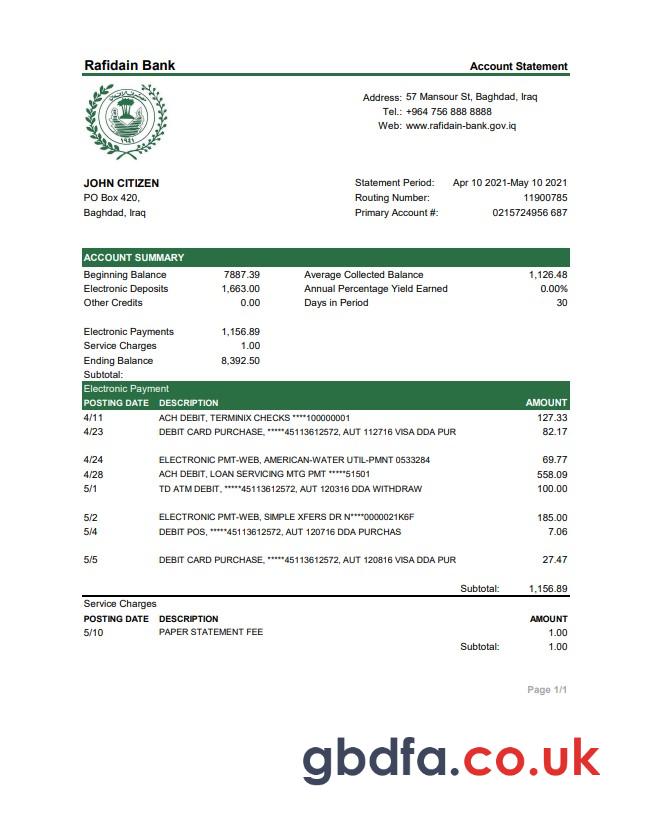 Rafidain Bank
Account Statement
Address: 57 Mansour St, Baghdad, Iraq
Tel.: +964 756 888 8888
Web: www.rafidain-bank.gov.iq
١٩٤١
JOHN CITIZEN
PO Box 420,
Baghdad, Iraq
Statement Period: Apr 10 2021-May 10 2021
Routing Number: 11900785
Primary Account #: 0215724956 687
ACCOUNT SUMMARY
Beginning Balance 7887.39 Average Collected Balance 1,126.48
Electronic Deposits 1,663.00 Annual Percentage Yield Earned 0.00%
Other Credits 0.00 Days in Period 30
Electronic Payments 1,156.89
Service Charges 1.00
Ending Balance 8,392.50
Subtotal:
Electronic Payment
POSTING DATE DESCRIPTION AMOUNT
4/11 ACH DEBIT, TERMINIX CHECKS ****100000001 127.33
4/23 DEBIT CARD PURCHASE, *****45113612572, AUT 112716 VISA DDA PUR 82.17
4/24 ELECTRONIC PMT-WEB, AMERICAN-WATER UTIL-PMNT 0533284 69.77
4/28 ACH DEBIT, LOAN SERVICING MTG PMT *****51501 558.09
5/1 TD ATM DEBIT, *****45113612572, AUT 120316 DDA WITHDRAW 100.00
5/2 ELECTRONIC PMT-WEB, SIMPLE XFERS DR N****0000021K6F 185.00
5/4 DEBIT POS, *****45113612572, AUT 120716 DDA PURCHAS 7.06
5/5 DEBIT CARD PURCHASE, *****45113612572, AUT 120816 VISA DDA PUR 27.47
Subtotal: 1,156.89
Service Charges
POSTING DATE DESCRIPTION AMOUNT
5/10 PAPER STATEMENT FEE 1.00
Subtotal: 1.00
Page 1/1
gbdfa.co.uk